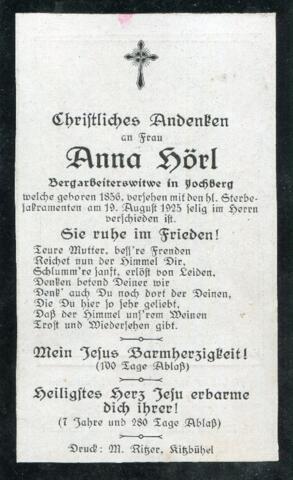 Christliches Andenken
an Frau
Anna Hörl
Bergarbeiterswitwe in Jochberg
welche geboren 1856, versehen mit den hl. Sterbe-
sakramenten am 19. August 1925 selig im Herrn
verschieden ist.
Sie ruhe im Frieden!
Teure Mutter, bess're Freuden
Reichet nun der Himmel Dir,
Schlumm're sanft, erlöst von Leiden,
Denken betend Deiner wir
Denk' auch Du noch dort der Deinen,
Die Du hier so sehr geliebt,
Daß der Himmel uns'rem Weinen
Trost und Wiedersehen gibt.
Mein Jesus Barmherzigkeit!
(100 Tage Ablaß)
Heiligstes Herz Jesu erbarme
dich ihrer!
(7 Jahre und 280 Tage Ablaß)
Druck: M. Ritzer, Kitzbühel